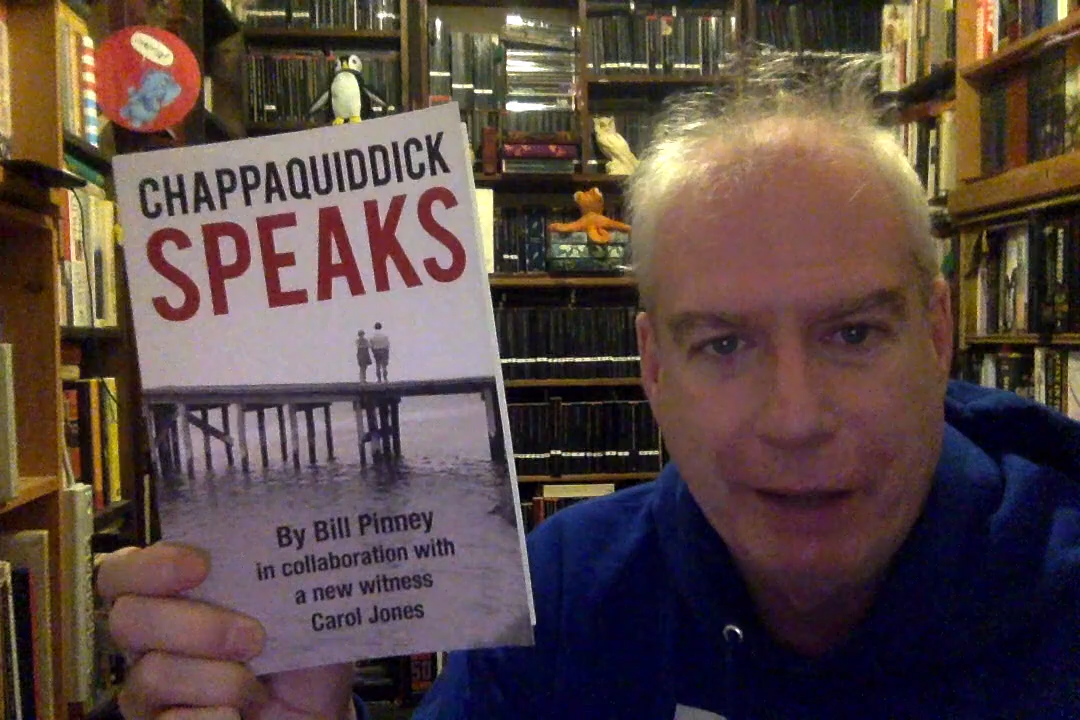 CHAPPAQUIDDICK
SPEAKS
By Bill Pinney
in collaboration with
a new witness
Carol Jones